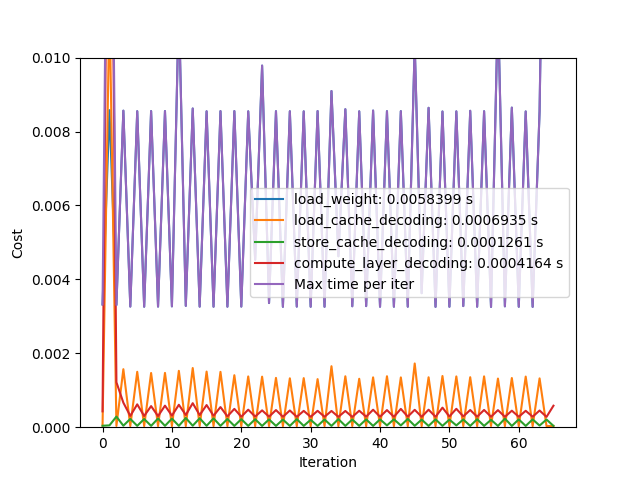 0.010
0.008
0.006
0.004
0.002
0.000
Cost
load_weight: 0.0058399 s
load_cache_decoding: 0.0006935 s
store_cache_decoding: 0.0001261 s
compute_layer_decoding: 0.0004164 s
Max time per iter
0 10 20 30 40 50 60
Iteration